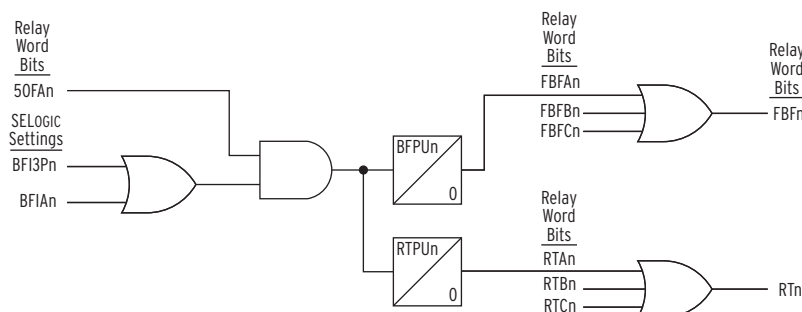 Relay
Word
Bits
50FAn
SELOGIC
Settings
BFI3Pn
BFIAn
BFPUn
0
RTPUn
0
Relay
Word
Bits
FBFAn
FBFBn
FBFCn
Relay
Word
Bits
FBFn
Relay
Word
Bits
RTAn
RTBn
RTCn
RTn